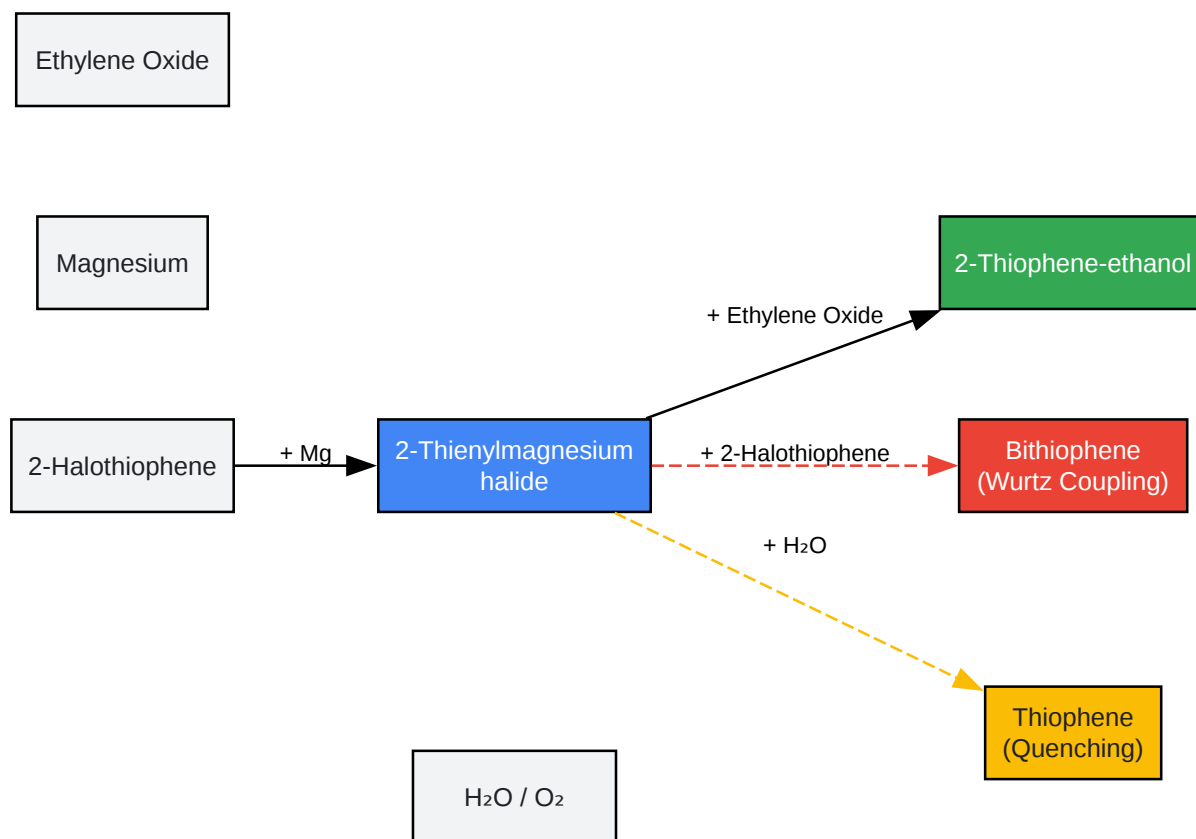 Ethylene Oxide
Magnesium
2-Thiophene-ethanol
+ Ethylene Oxide
2-Halothiophene
+ Mg
2-Thienylmagnesium
halide
+ 2-Halothiophene
Bithiophene
(Wurtz Coupling)
+ H₂O
Thiophene
(Quenching)
H₂O / O₂